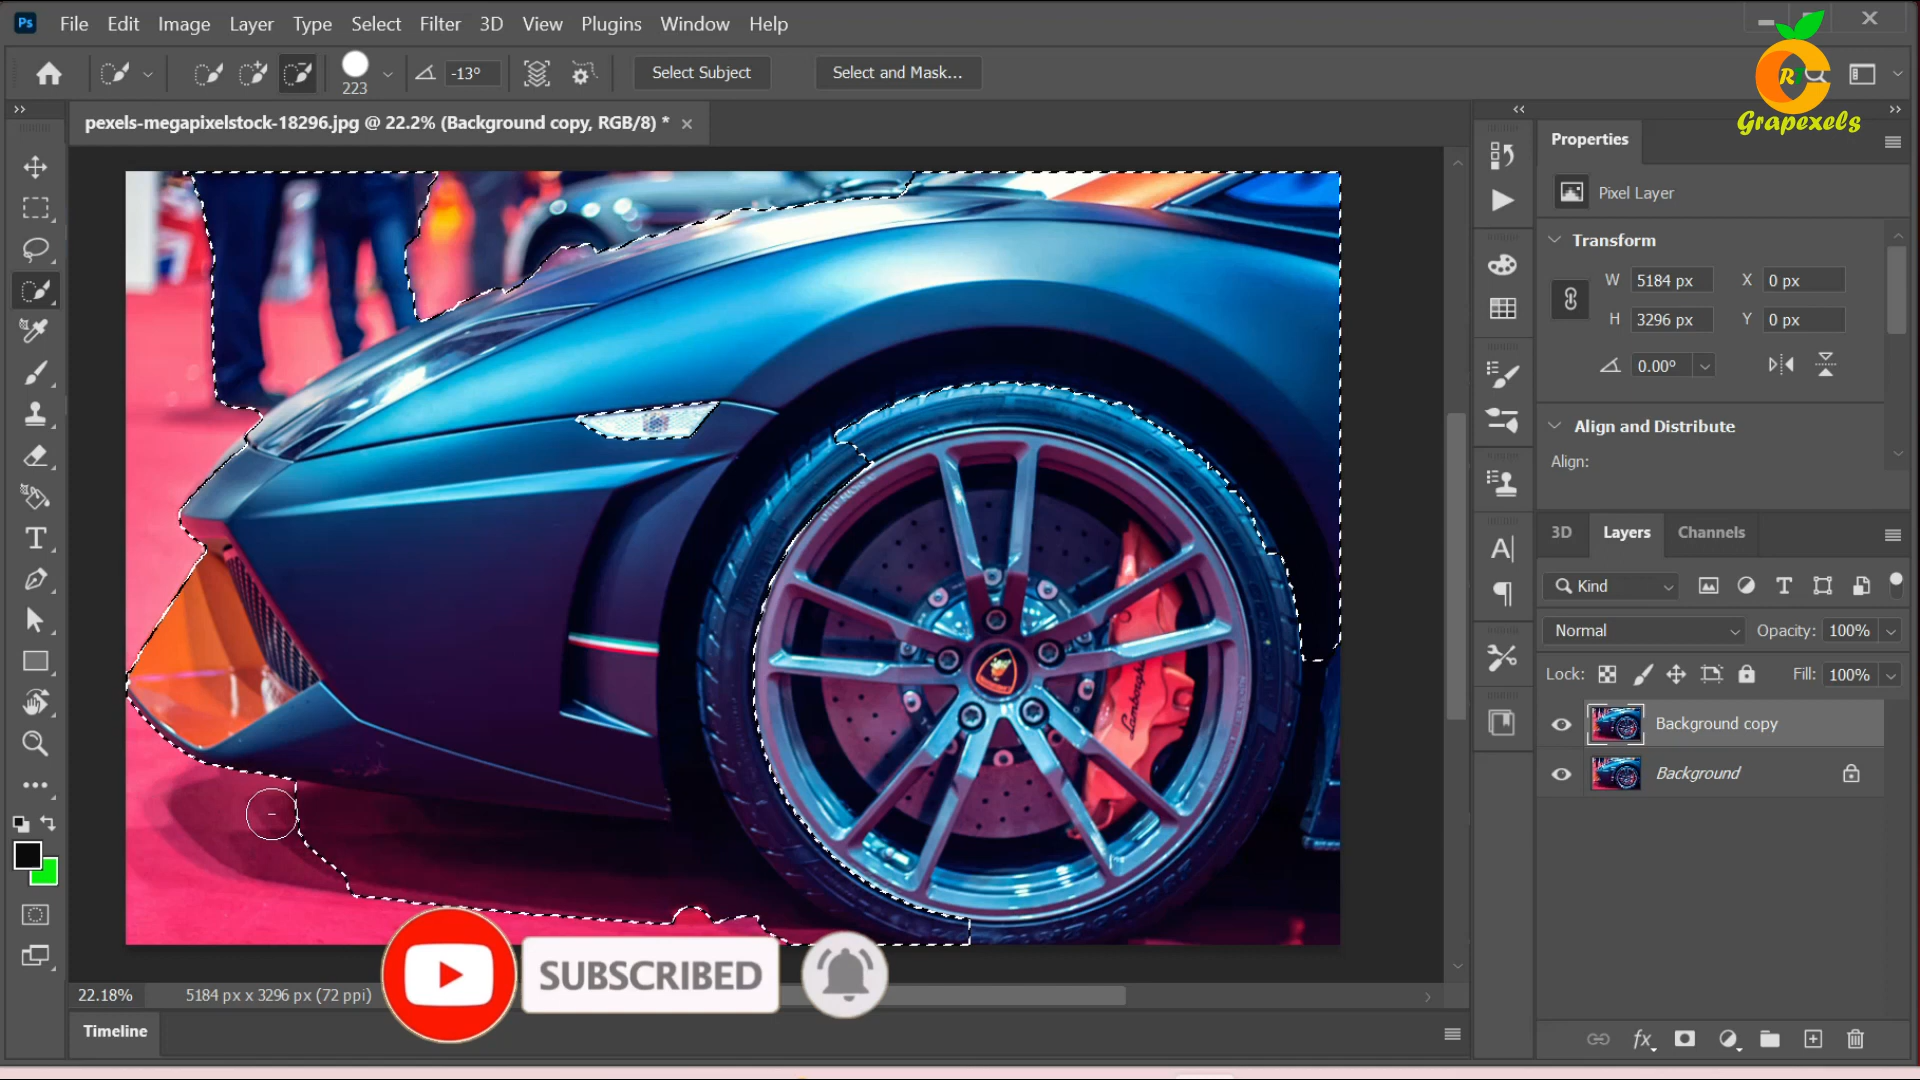 Ps File Edit Image Layer Type Select Filter 3D View Plugins Window Help
223 -13° Select Subject Select and Mask...
RT
Grapexels
pexels-megapixelstock-18296.jpg @ 22.2% (Background copy, RGB/8) *
Properties
Pixel Layer
Transform
W 5184 px X 0 px
H 3296 px Y 0 px
0.00°
Align and Distribute
Align:
3D Layers Channels
Kind
Normal Opacity: 100%
Lock: Fill: 100%
Background copy
Background
Lamborghini
SUBSCRIBED
22.18% 5184 px x 3296 px (72 ppi)
Timeline